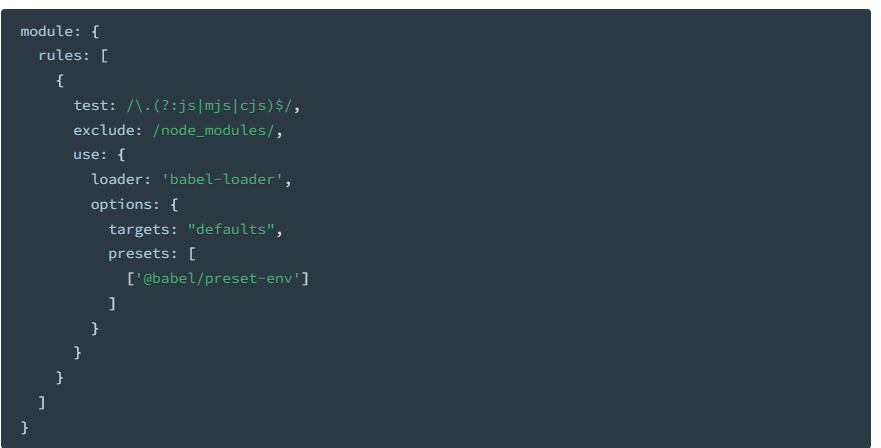 module: {
  rules: [
    {
      test: /\.(?:js|mjs|cjs)$/,
      exclude: /node_modules/,
      use: {
        loader: 'babel-loader',
        options: {
          targets: "defaults",
          presets: [
            ['@babel/preset-env']
          ]
        }
      }
    }
  ]
}